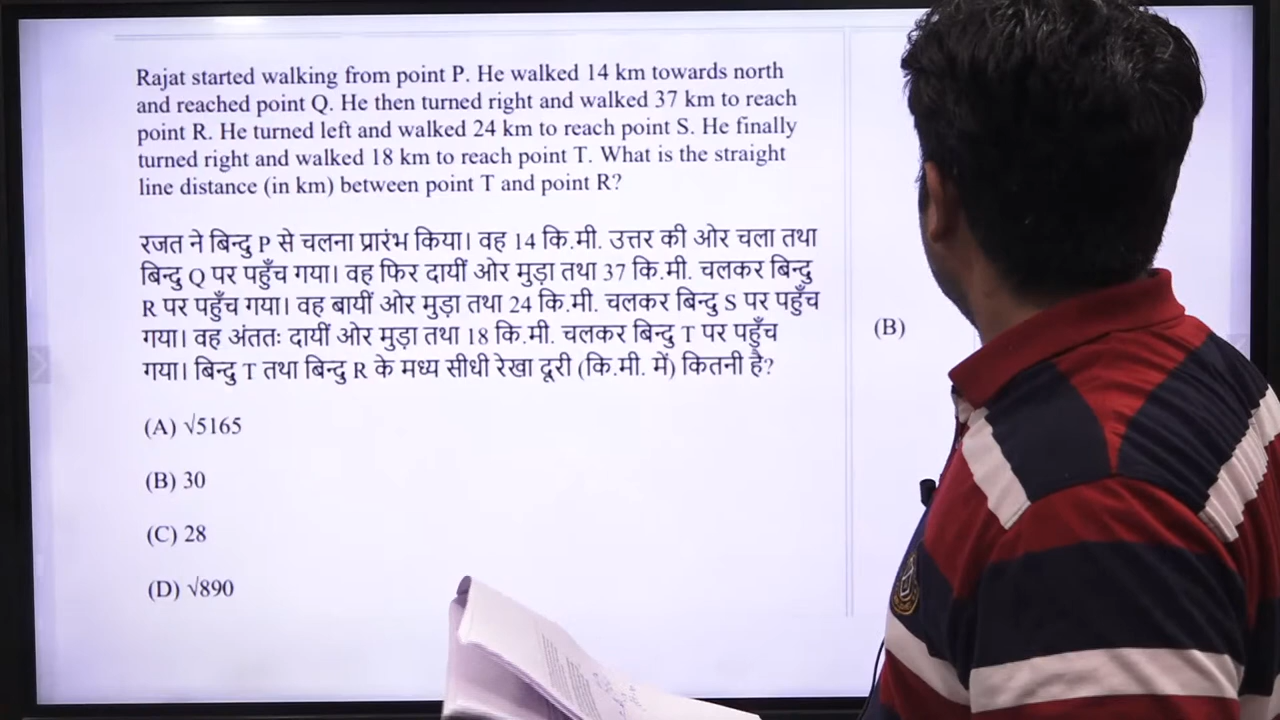 Rajat started walking from point P. He walked 14 km towards north
and reached point Q. He then turned right and walked 37 km to reach
point R. He turned left and walked 24 km to reach point S. He finally
turned right and walked 18 km to reach point T. What is the straight
line distance (in km) between point T and point R?
रजत ने बिन्दु P से चलना प्रारंभ किया। वह 14 कि.मी. उत्तर की ओर चला तथा
बिन्दु Q पर पहुँच गया। वह फिर दायीं ओर मुड़ा तथा 37 कि.मी. चलकर बिन्दु
R पर पहुँच गया। वह बायीं ओर मुड़ा तथा 24 कि.मी. चलकर बिन्दु S पर पहुँच
गया। वह अंततः दायीं ओर मुड़ा तथा 18 कि.मी. चलकर बिन्दु T पर पहुँच
गया। बिन्दु T तथा बिन्दु R के मध्य सीधी रेखा दूरी (कि.मी. में) कितनी है?
(A) √5165
(B) 30
(C) 28
(D) √890
(B)